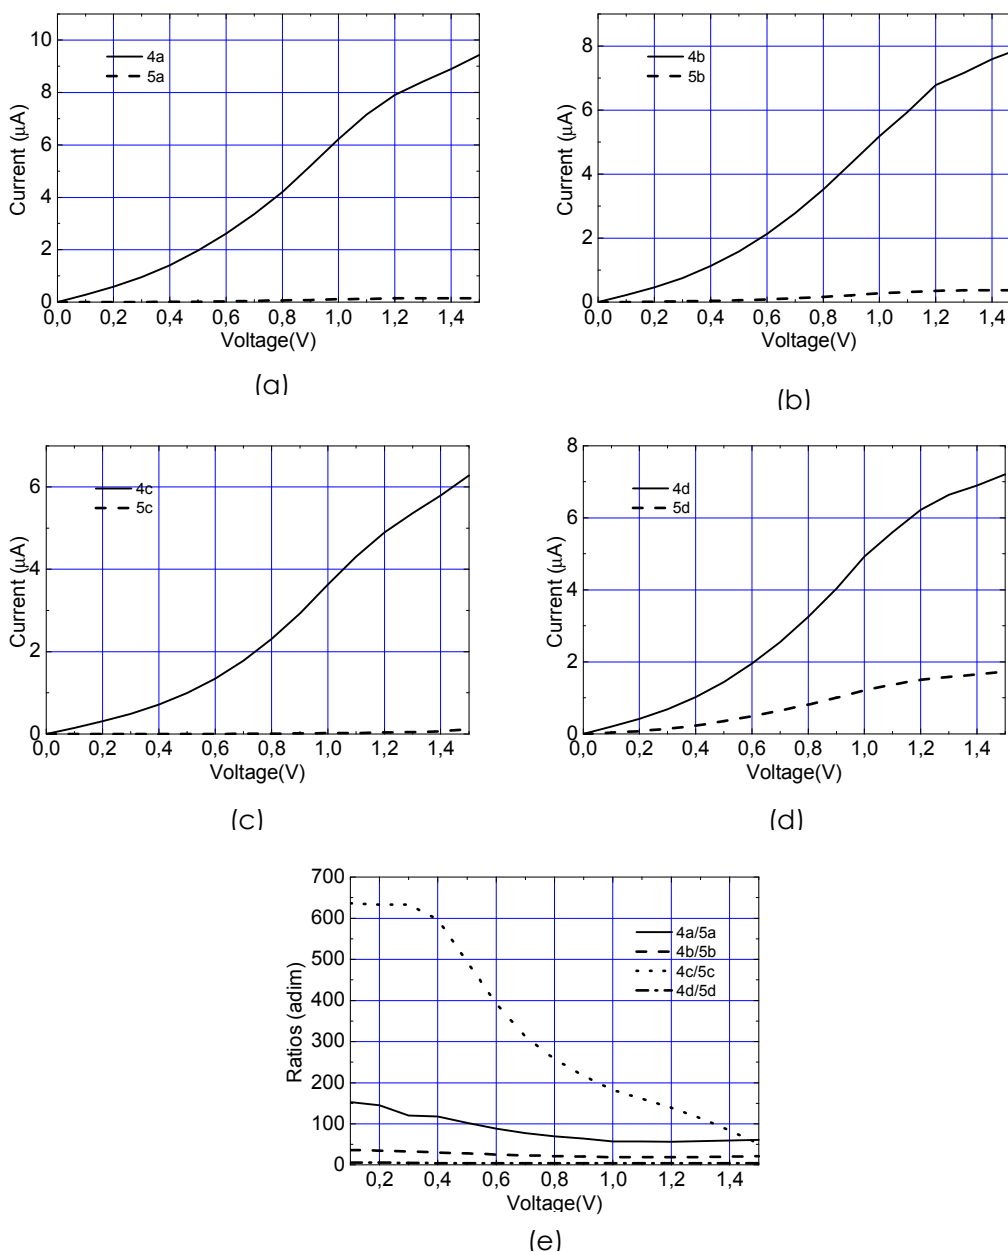 10
8
6
4
2
0
Current (μA)
4a
5a
0,0 0,2 0,4 0,6 0,8 1,0 1,2 1,4
Voltage(V)
(a)
8
6
4
2
0
Current (μA)
4b
5b
0,0 0,2 0,4 0,6 0,8 1,0 1,2 1,4
Voltage(V)
(b)
6
4
2
0
Current (μA)
4c
5c
0,0 0,2 0,4 0,6 0,8 1,0 1,2 1,4
Voltage(V)
(c)
8
6
4
2
0
Current (μA)
4d
5d
0,0 0,2 0,4 0,6 0,8 1,0 1,2 1,4
Voltage(V)
(d)
700
600
500
400
300
200
100
0
Ratios (adim)
4a/5a
4b/5b
4c/5c
4d/5d
0,2 0,4 0,6 0,8 1,0 1,2 1,4
Voltage(V)
(e)